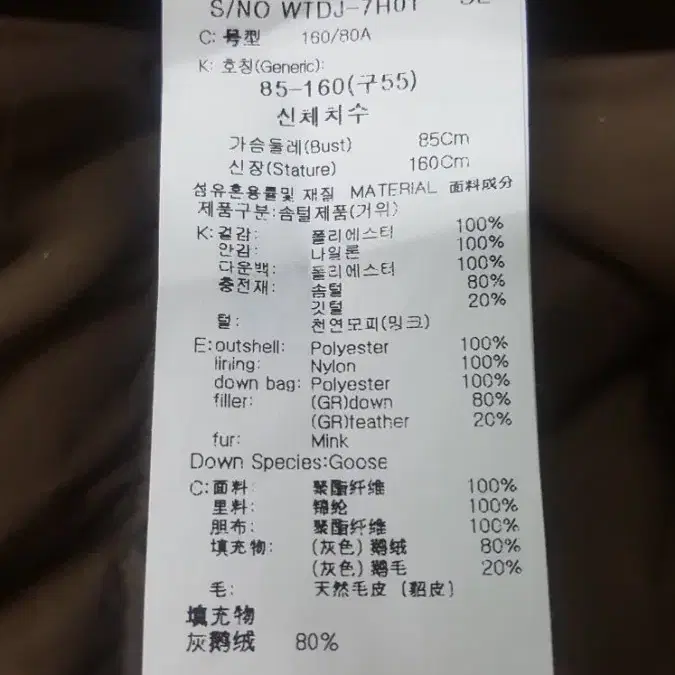 S/NO WTDJ-7H01
C: 号型 160/80A
K: 호칭(Generic):
85-160(구55)
신체치수
가슴둘레(Bust) 85Cm
신장(Stature) 160Cm
섬유혼용률및 재질 MATERIAL 面料成分
제품구분:솜털제품(거위)
K: 겉감: 폴리에스터 100%
안감: 나일론 100%
다운백: 폴리에스터 100%
충전재: 솜털 80%
깃털 20%
털: 천연모피(밍크)
E: outshell: Polyester 100%
lining: Nylon 100%
down bag: Polyester 100%
filler: (GR)down 80%
(GR)feather 20%
fur: Mink
Down Species:Goose
C: 面料: 聚酯纤维 100%
里料: 锦纶 100%
胆布: 聚酯纤维 100%
填充物: (灰色) 鹅绒 80%
(灰色) 鹅毛 20%
毛: 天然毛皮 (貂皮)
填充物
灰鹅绒 80%